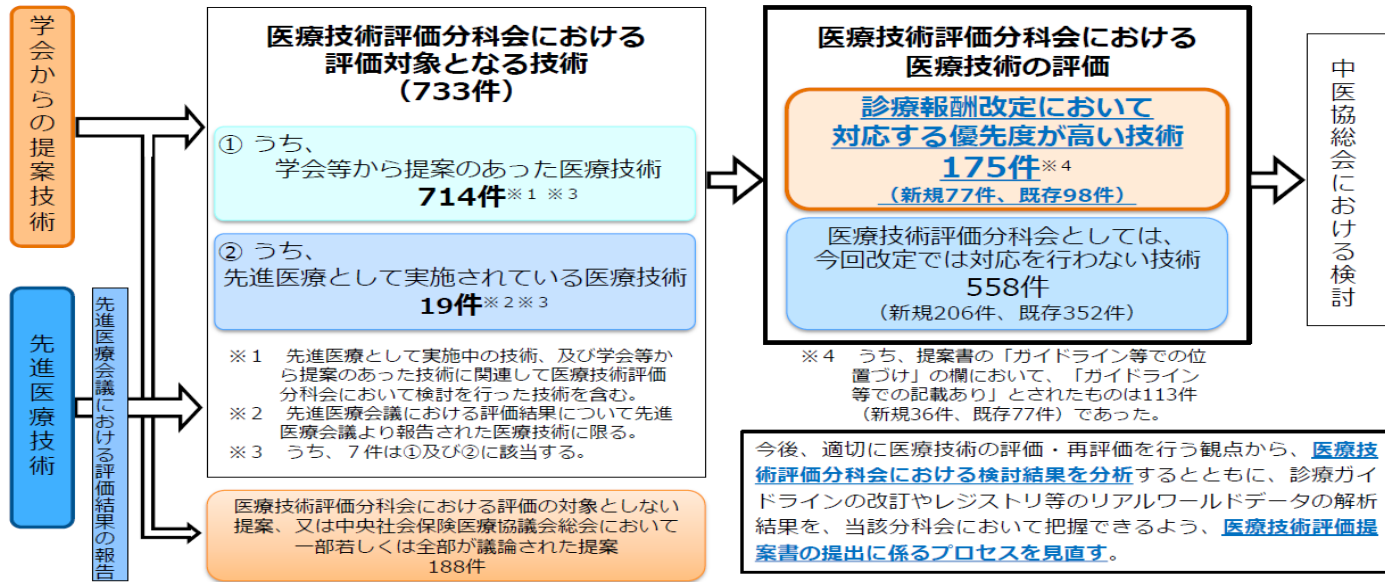 学会からの提案技術
先進医療技術
先進医療会議における評価結果の報告
医療技術評価分科会における
評価対象となる技術
（733件）
① うち、
学会等から提案のあった医療技術
714件※1 ※3
② うち、
先進医療として実施されている医療技術
19件※2※3
※1 先進医療として実施中の技術、及び学会等か
ら提案のあった技術に関連して医療技術評価
分科会において検討を行った技術を含む。
※2 先進医療会議における評価結果について先進
医療会議より報告された医療技術に限る。
※3 うち、７件は①及び②に該当する。
医療技術評価分科会における評価の対象としない
提案、又は中央社会保険医療協議会総会において
一部若しくは全部が議論された提案
188件
医療技術評価分科会における
医療技術の評価
診療報酬改定において
対応する優先度が高い技術
175件※4
（新規77件、既存98件）
医療技術評価分科会としては、
今回改定では対応を行わない技術
558件
（新規206件、既存352件）
※4 うち、提案書の「ガイドライン等での位
置づけ」の欄において、「ガイドライン
等での記載あり」とされたものは113件
（新規36件、既存77件）であった。
今後、適切に医療技術の評価・再評価を行う観点から、医療技
術評価分科会における検討結果を分析するとともに、診療ガイ
ドラインの改訂やレジストリ等のリアルワールドデータの解析
結果を、当該分科会において把握できるよう、医療技術評価提
案書の提出に係るプロセスを見直す。
中医協総会における検討